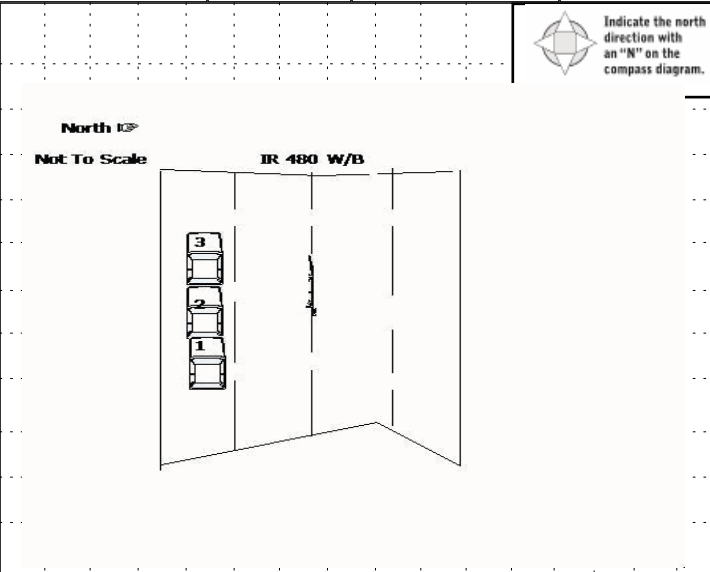 Indicate the north
direction with
an “N” on the
compass diagram.
North ☞
Not To Scale
IR 480 W/B
3
2
1